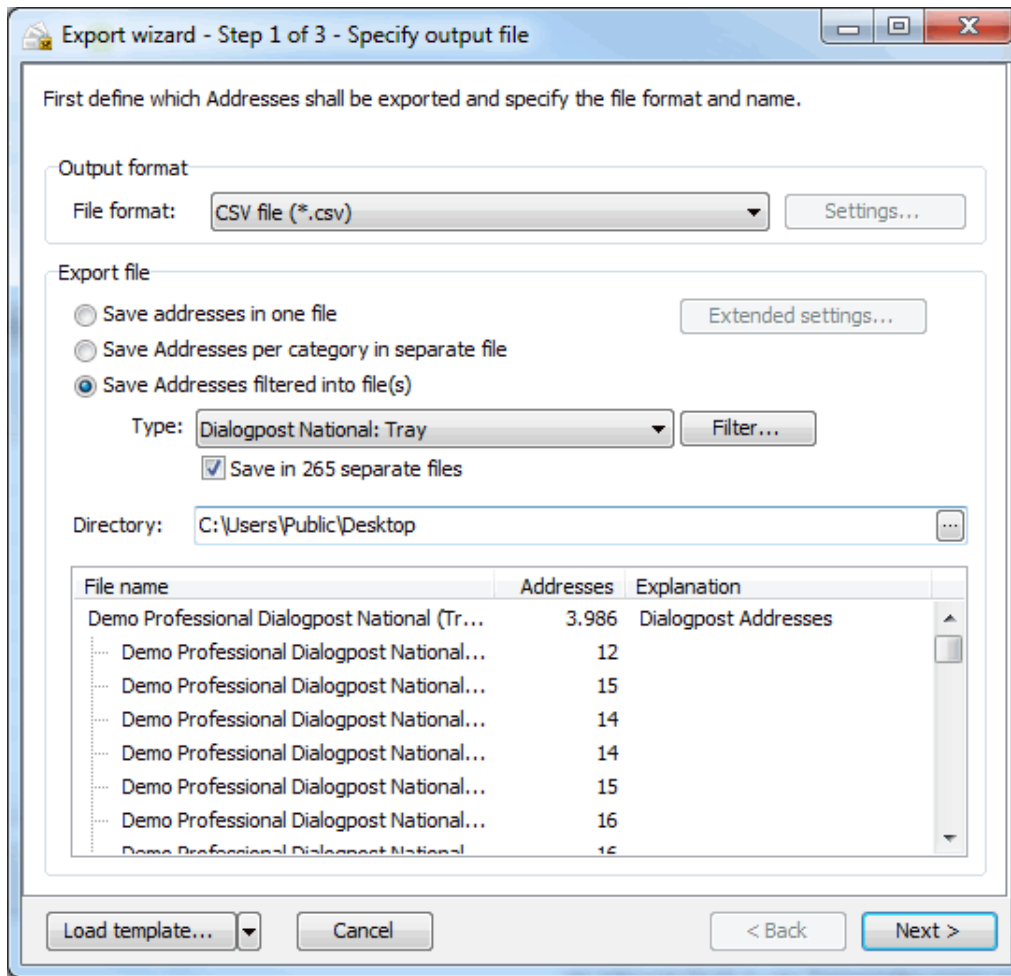 Export wizard - Step 1 of 3 - Specify output file
First define which Addresses shall be exported and specify the file format and name.
Output format
File format: CSV file (*.csv) Settings...
Export file
Save addresses in one file Extended settings...
Save Addresses per category in separate file
Save Addresses filtered into file(s)
Type: Dialogpost National: Tray Filter...
Save in 265 separate files
Directory: C:\Users\Public\Desktop ...
File name Addresses Explanation
Demo Professional Dialogpost National (Tr... 3.986 Dialogpost Addresses
Demo Professional Dialogpost National... 12
Demo Professional Dialogpost National... 15
Demo Professional Dialogpost National... 14
Demo Professional Dialogpost National... 14
Demo Professional Dialogpost National... 15
Demo Professional Dialogpost National... 16
Demo Professional Dialogpost National... 16
Load template... Cancel < Back Next >